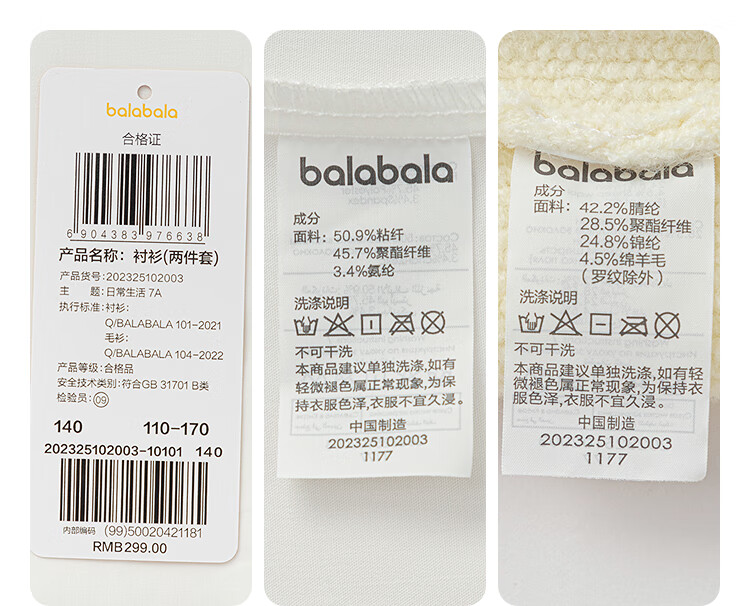 balabala
合格证
6 904383 976638
产品名称: 衬衫(两件套)
产品货号:202325102003
主 题:日常生活 7A
执行标准:衬衫:
Q/BALABALA 101-2021
毛衫:
Q/BALABALA 104-2022
产品等级:合格品
安全技术类别:符合GB 31701 B类
检验员:09
140 110-170
202325102003-10101 140
内部编码 (99)50020421181
RMB299.00
balabala
成分
面料: 50.9%粘纤
45.7%聚酯纤维
3.4%氨纶
洗涤说明
不可干洗
本商品建议单独洗涤,如有
轻微褪色属正常现象,为保
持衣服色泽,衣服不宜久浸。
中国制造
202325102003
1177
balabala
成分
面料: 42.2%腈纶
28.5%聚酯纤维
24.8%锦纶
4.5%绵羊毛
(罗纹除外)
洗涤说明
不可干洗
本商品建议单独洗涤,如有
轻微褪色属正常现象,为保持
衣服色泽,衣服不宜久浸。
中国制造
202325102003
1177